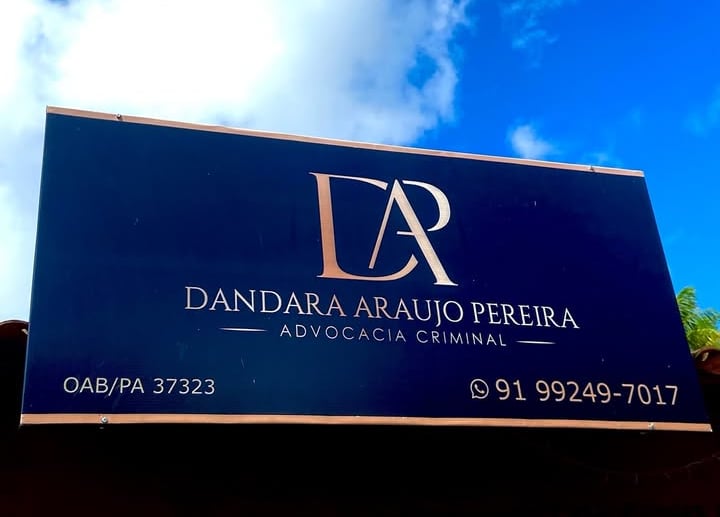 DAP
DANDARA ARAUJO PEREIRA
ADVOCACIA CRIMINAL
OAB/PA 37323
91 99249-7017